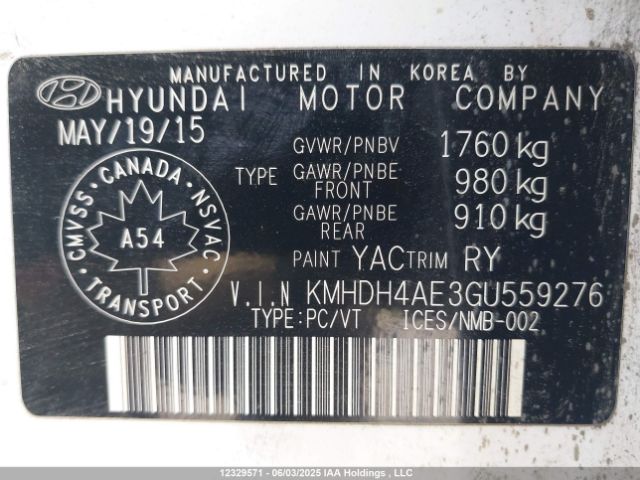 MANUFACTURED IN KOREA BY
HYUNDAI MOTOR COMPANY
MAY/19/15
GVWR/PNBV 1760 kg
TYPE GAWR/PNBE FRONT 980 kg
GAWR/PNBE REAR 910 kg
CMVSS · CANADA · NSVAC · TRANSPORT
A54
PAINT YAC TRIM RY
V.I.N KMHDH4AE3GU559276
TYPE:PC/VT ICES/NMB-002
12329571 - 06/03/2025 IAA Holdings , LLC